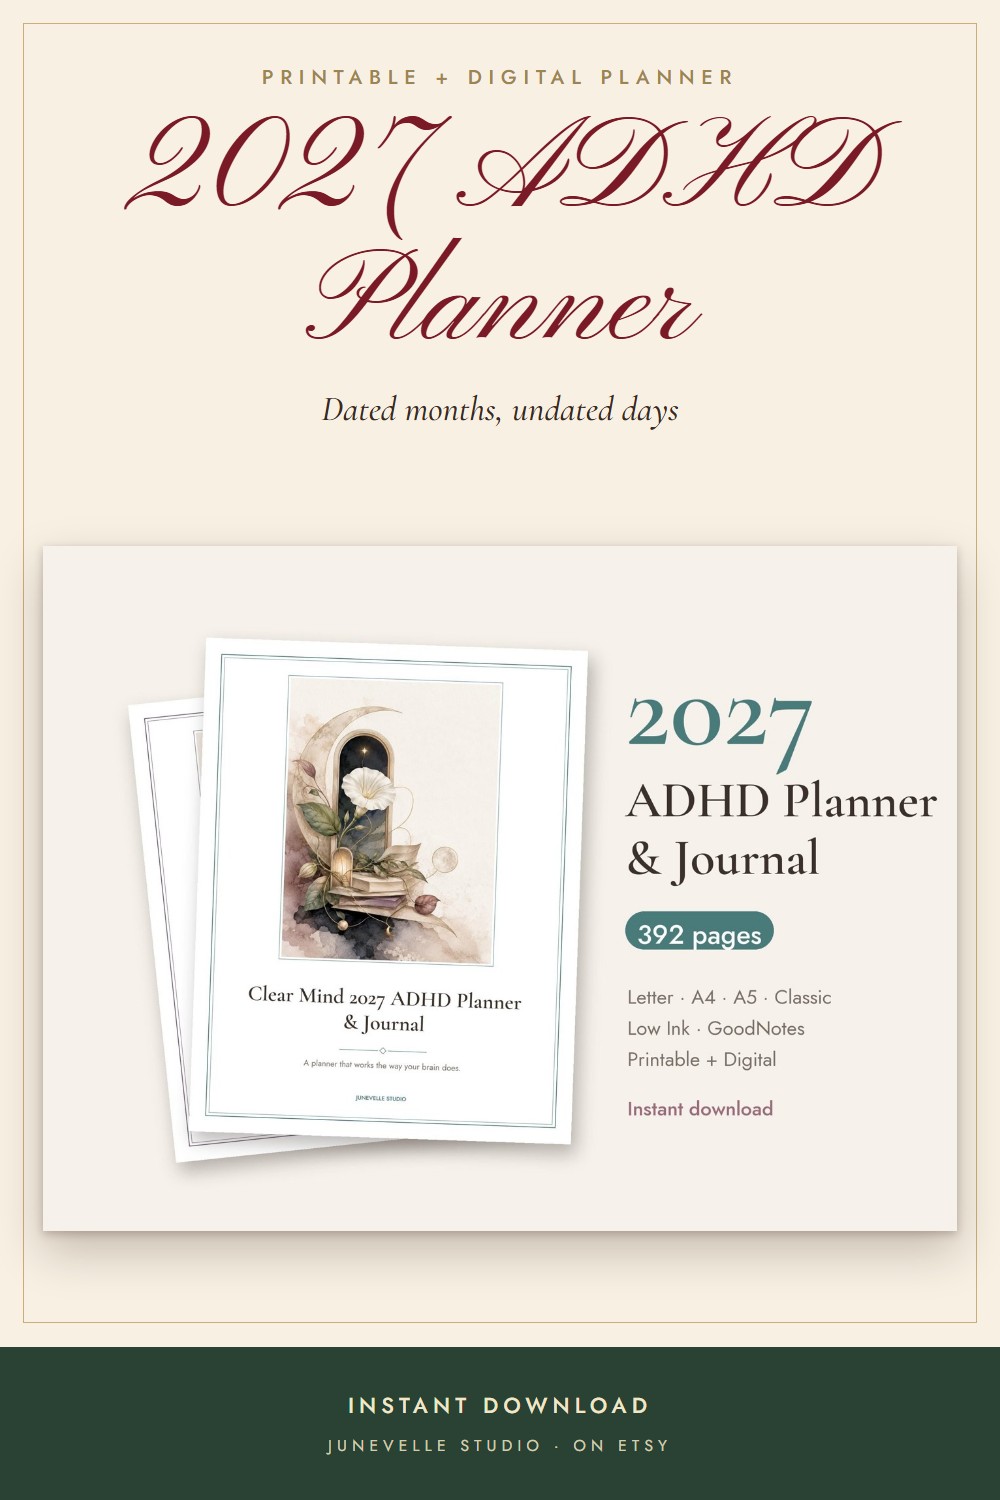 PRINTABLE + DIGITAL PLANNER
2027 ADHD
Planner
Dated months, undated days
2027
ADHD Planner
& Journal
392 pages
Letter · A4 · A5 · Classic
Low Ink · GoodNotes
Printable + Digital
Instant download
Clear Mind 2027 ADHD Planner
& Journal
A planner that works the way your brain does.
JUNEVELLE STUDIO
INSTANT DOWNLOAD
JUNEVELLE STUDIO · ON ETSY